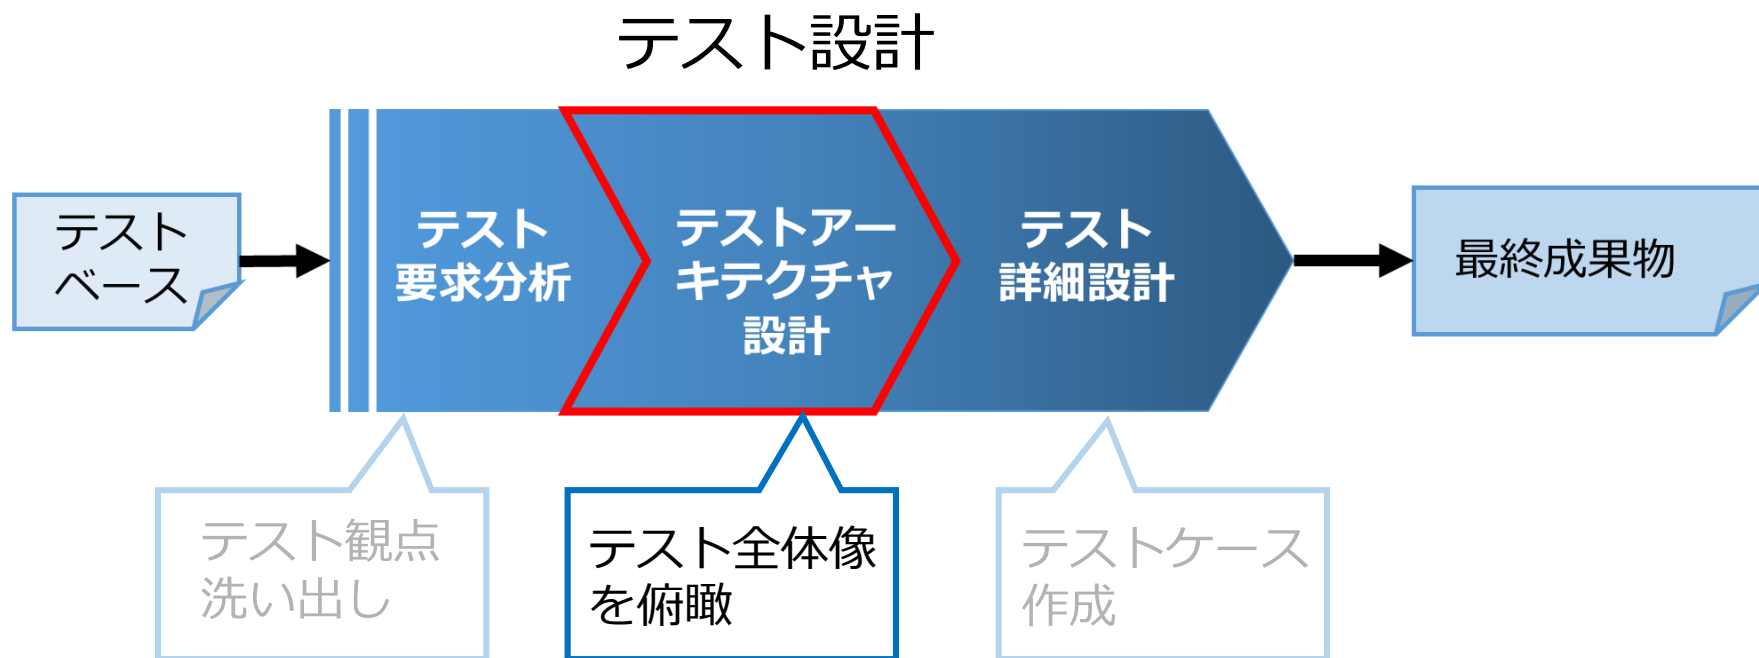 テスト設計
テスト
ベース
テスト
要求分析
テストアー
キテクチャ
設計
テスト
詳細設計
最終成果物
テスト観点
洗い出し
テスト全体像
を俯瞰
テストケース
作成